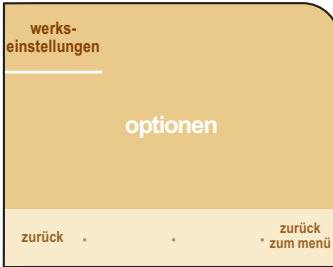 werks-
einstellungen
optionen
zurück
zurück
zum menü